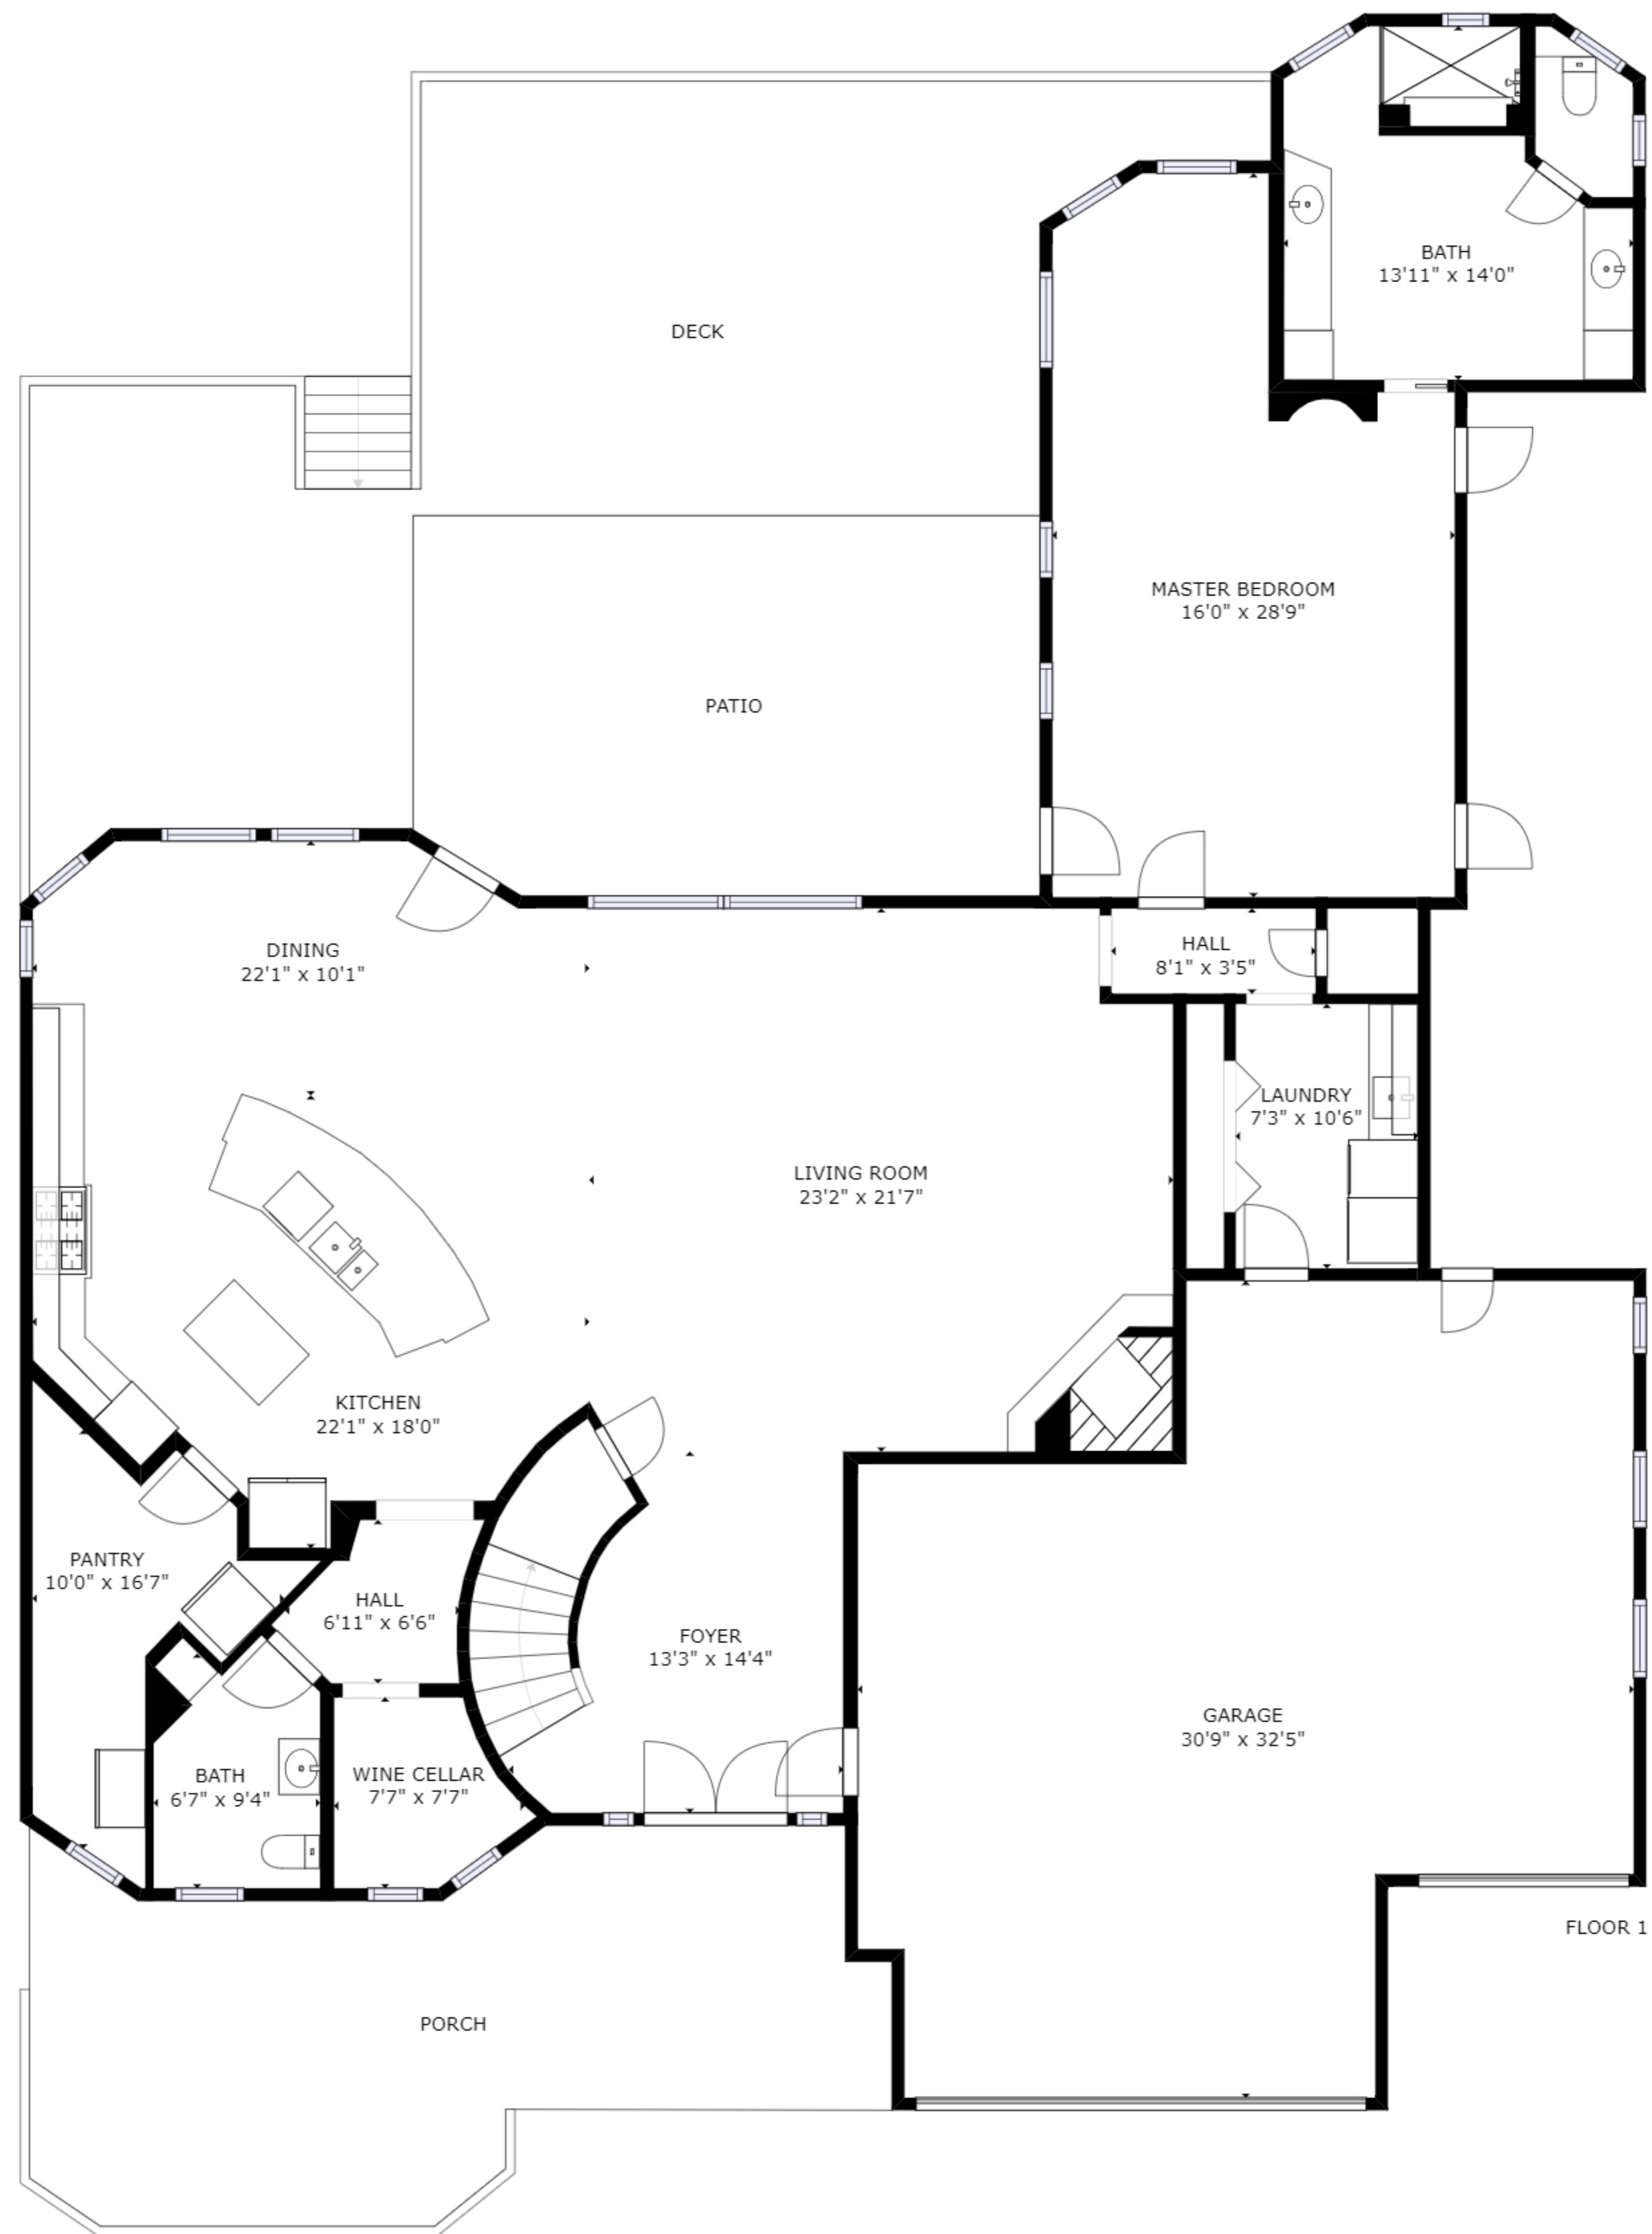 BATH
13'11" x 14'0"
DECK
MASTER BEDROOM
16'0" x 28'9"
PATIO
DINING
22'1" x 10'1"
HALL
8'1" x 3'5"
LAUNDRY
7'3" x 10'6"
LIVING ROOM
23'2" x 21'7"
KITCHEN
22'1" x 18'0"
PANTRY
10'0" x 16'7"
HALL
6'11" x 6'6"
FOYER
13'3" x 14'4"
GARAGE
30'9" x 32'5"
BATH
6'7" x 9'4"
WINE CELLAR
7'7" x 7'7"
FLOOR 1
PORCH